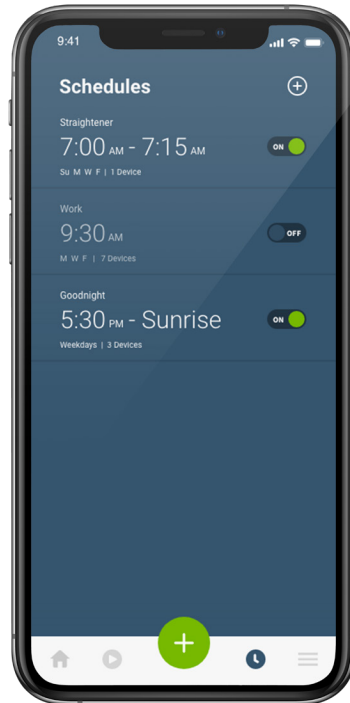 9:41
Schedules
Straightener
7:00 AM - 7:15 AM
ON
Su M W F | 1 Device
Work
9:30 AM
OFF
M W F | 7 Devices
Goodnight
5:30 PM - Sunrise
ON
Weekdays | 3 Devices